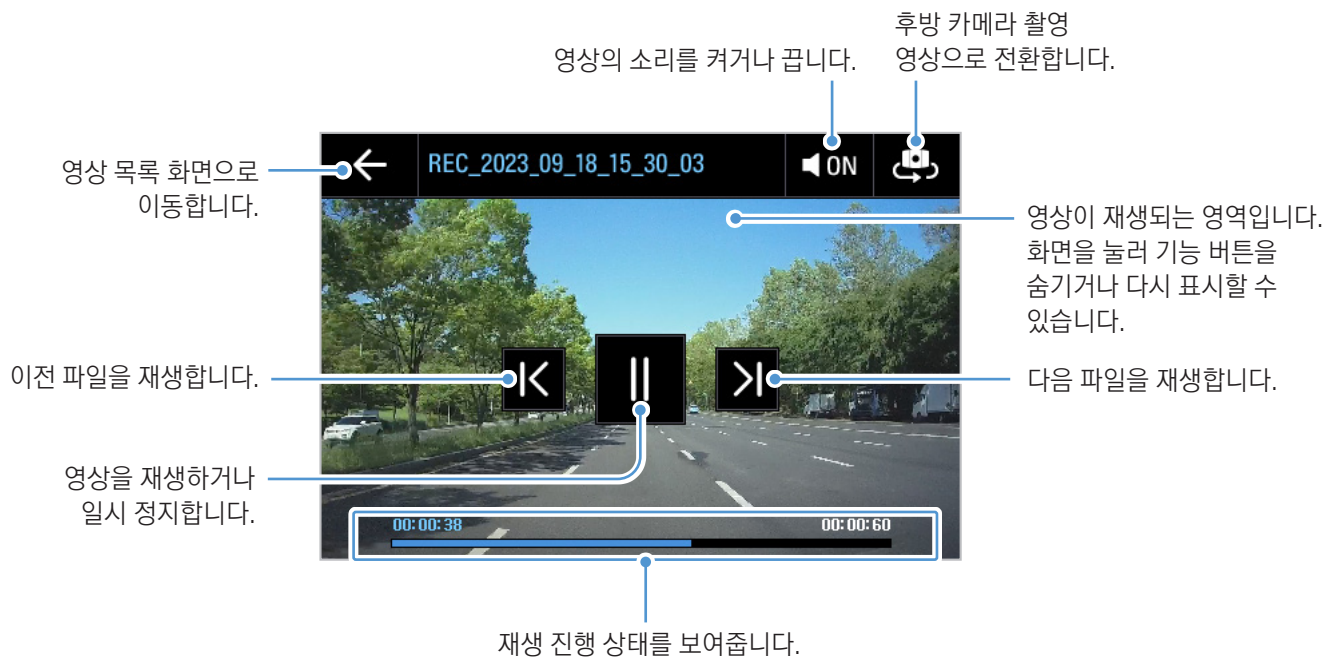 후방 카메라 촬영
영상으로 전환합니다.
영상의 소리를 켜거나 끕니다.
영상 목록 화면으로
이동합니다.
REC_2023_09_18_15_30_03
ON
영상이 재생되는 영역입니다.
화면을 눌러 기능 버튼을
숨기거나 다시 표시할 수
있습니다.
이전 파일을 재생합니다.
다음 파일을 재생합니다.
영상을 재생하거나
일시 정지합니다.
00:00:38
00:00:60
재생 진행 상태를 보여줍니다.